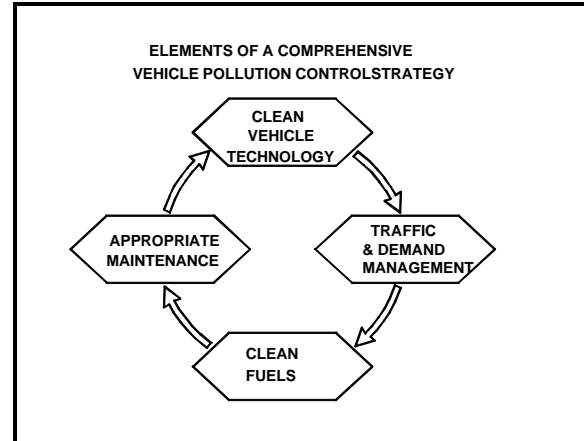 ELEMENTS OF A COMPREHENSIVE
VEHICLE POLLUTION CONTROLSTRATEGY
CLEAN
VEHICLE
TECHNOLOGY
APPROPRIATE
MAINTENANCE
TRAFFIC
& DEMAND
MANAGEMENT
CLEAN
FUELS